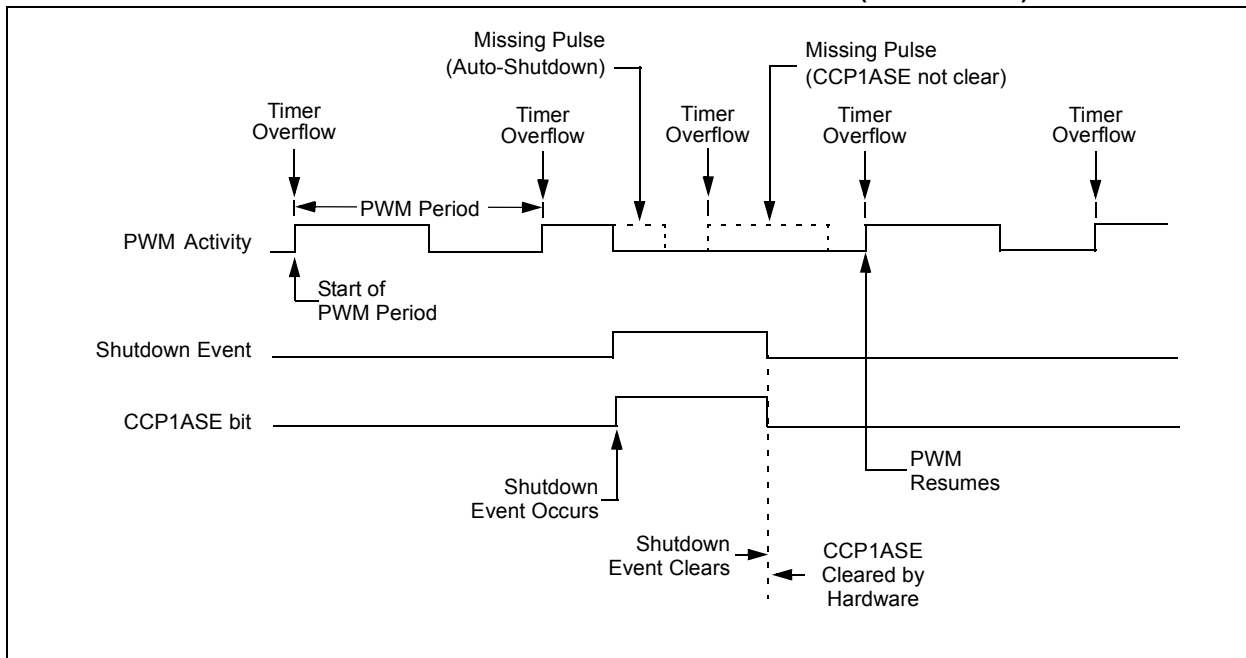 Missing Pulse
(Auto-Shutdown)
Missing Pulse
(CCP1ASE not clear)
Timer
Overflow
Timer
Overflow
Timer
Overflow
Timer
Overflow
Timer
Overflow
PWM Period
PWM Activity
Start of
PWM Period
Shutdown Event
CCP1ASE bit
Shutdown
Event Occurs
PWM
Resumes
Shutdown
Event Clears
CCP1ASE
Cleared by
Hardware